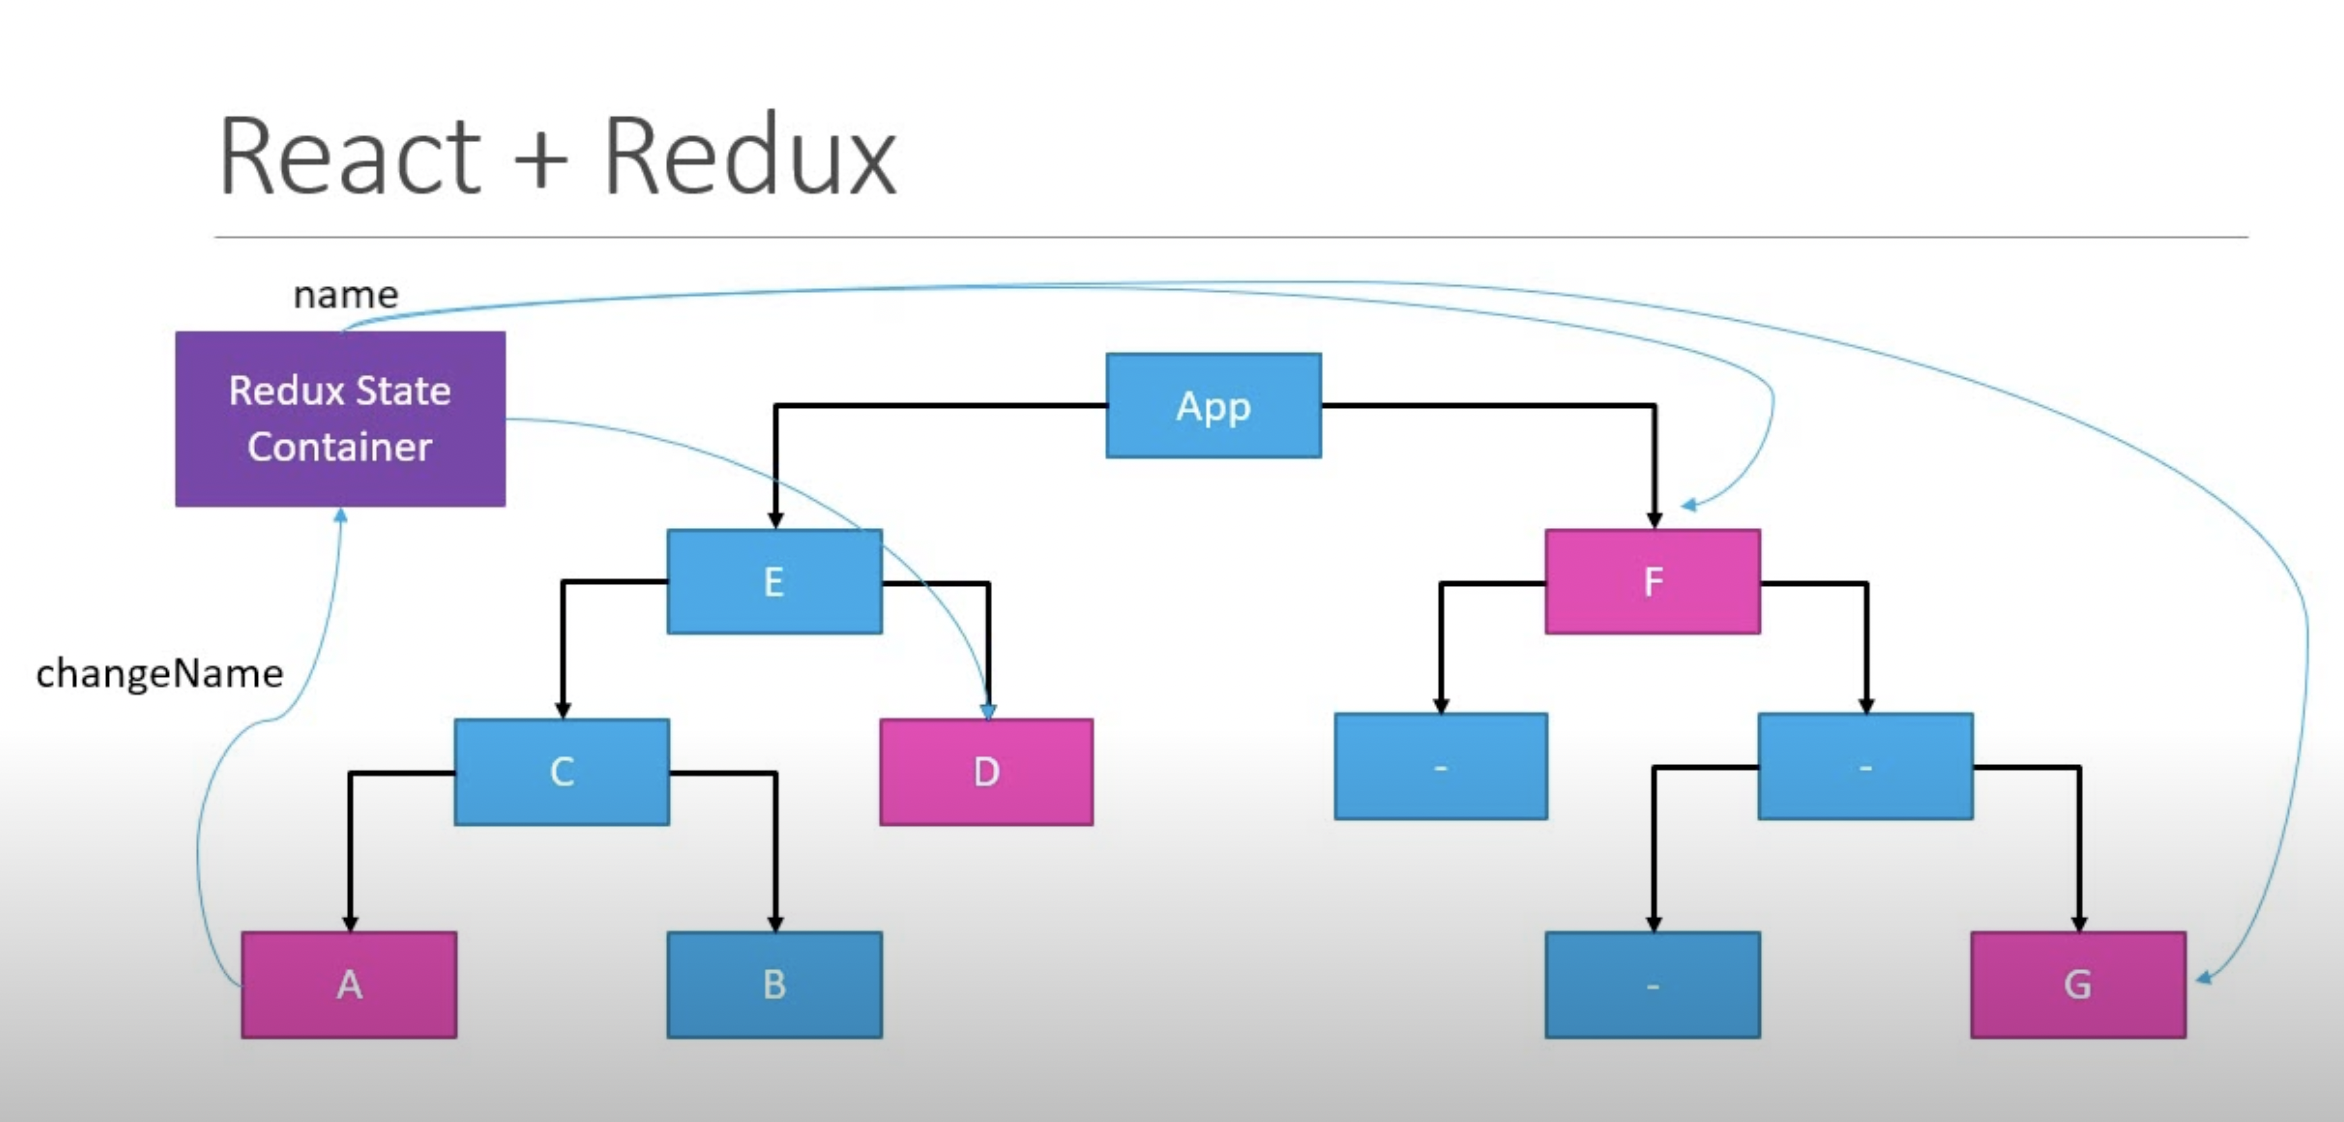 React + Redux
name
Redux State
Container
App
E
F
changeName
C
D
-
-
A
B
-
G